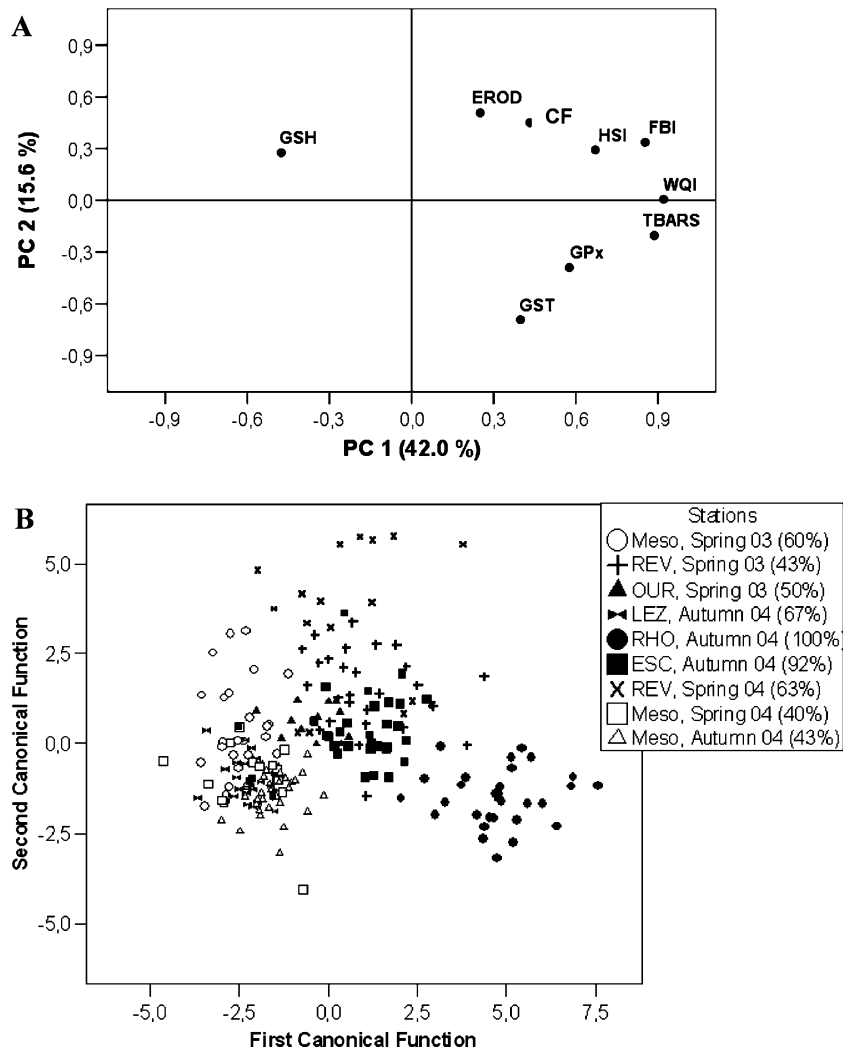 A
0,9
0,6
0,3
0,0
-0,3
-0,6
-0,9
PC 2 (15.6 %)
EROD
CF
HSI
FBI
GSH
WQI
TBARS
GPx
GST
-0,9
-0,6
-0,3
0,0
0,3
0,6
0,9
PC 1 (42.0 %)
B
Stations
Meso, Spring 03 (60%)
REV, Spring 03 (43%)
OUR, Spring 03 (50%)
LEZ, Autumn 04 (67%)
RHO, Autumn 04 (100%)
ESC, Autumn 04 (92%)
REV, Spring 04 (63%)
Meso, Spring 04 (40%)
Meso, Autumn 04 (43%)
5,0
2,5
0,0
-2,5
-5,0
Second Canonical Function
-5,0
-2,5
0,0
2,5
5,0
7,5
First Canonical Function